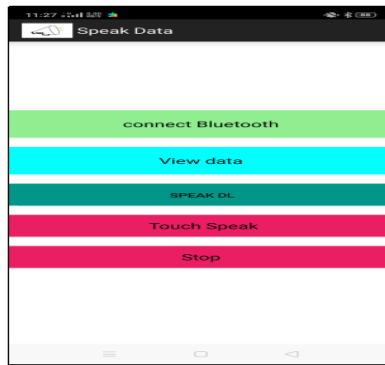 11:27
Speak Data
connect Bluetooth
View data
SPEAK DL
Touch Speak
Stop